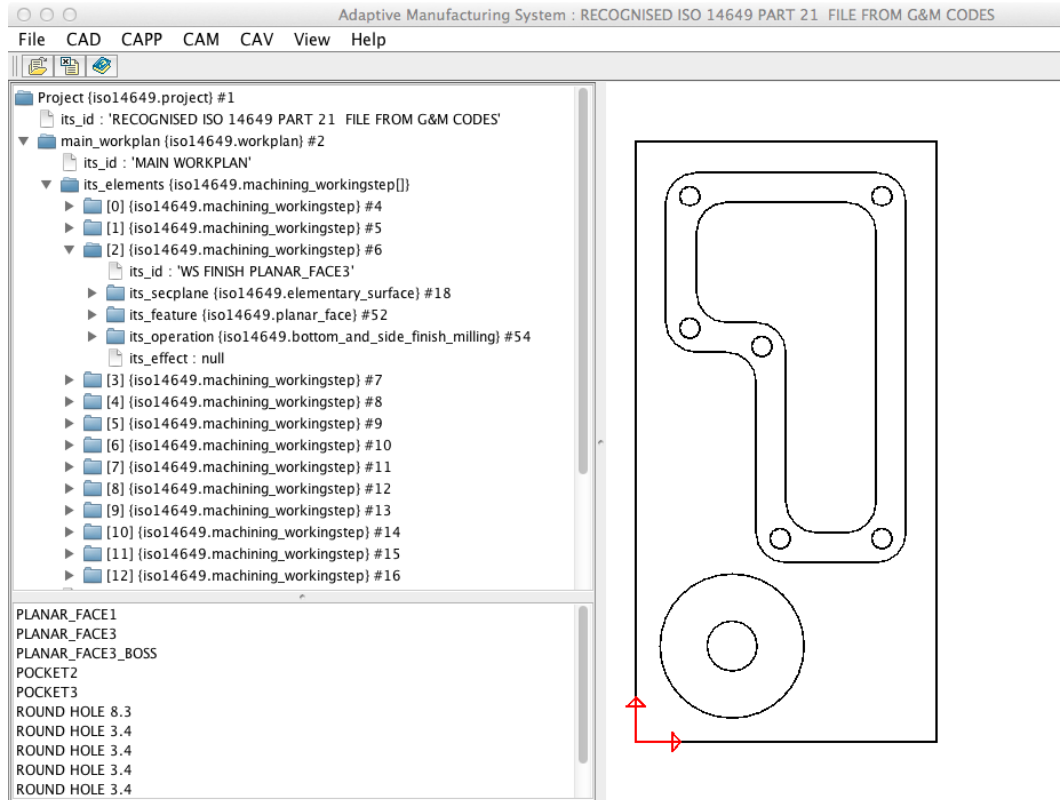 Adaptive Manufacturing System : RECOGNISED ISO 14649 PART 21  FILE FROM G&M CODES
File CAD CAPP CAM CAV View Help
Project {iso14649.project} #1
its_id : 'RECOGNISED ISO 14649 PART 21  FILE FROM G&M CODES'
main_workplan {iso14649.workplan} #2
its_id : 'MAIN WORKPLAN'
its_elements {iso14649.machining_workingstep[]}
[0] {iso14649.machining_workingstep} #4
[1] {iso14649.machining_workingstep} #5
[2] {iso14649.machining_workingstep} #6
its_id : 'WS FINISH PLANAR_FACE3'
its_secplane {iso14649.elementary_surface} #18
its_feature {iso14649.planar_face} #52
its_operation {iso14649.bottom_and_side_finish_milling} #54
its_effect : null
[3] {iso14649.machining_workingstep} #7
[4] {iso14649.machining_workingstep} #8
[5] {iso14649.machining_workingstep} #9
[6] {iso14649.machining_workingstep} #10
[7] {iso14649.machining_workingstep} #11
[8] {iso14649.machining_workingstep} #12
[9] {iso14649.machining_workingstep} #13
[10] {iso14649.machining_workingstep} #14
[11] {iso14649.machining_workingstep} #15
[12] {iso14649.machining_workingstep} #16
PLANAR_FACE1
PLANAR_FACE3
PLANAR_FACE3_BOSS
POCKET2
POCKET3
ROUND HOLE 8.3
ROUND HOLE 3.4
ROUND HOLE 3.4
ROUND HOLE 3.4
ROUND HOLE 3.4